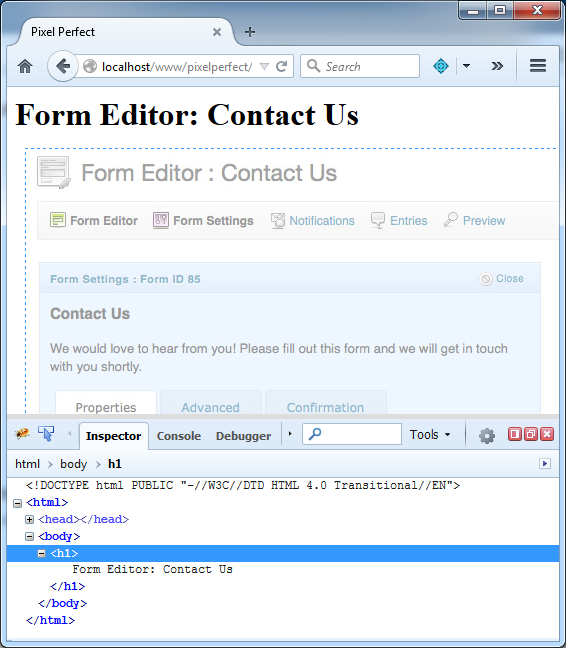 Pixel Perfect
localhost/www/pixelperfect/ Search
Form Editor: Contact Us
Form Editor : Contact Us
Form Editor Form Settings Notifications Entries Preview
Form Settings : Form ID 85 Close
Contact Us
We would love to hear from you! Please fill out this form and we will get in touch
with you shortly.
Properties Advanced Confirmation
Inspector Console Debugger Tools
html body h1
<!DOCTYPE html PUBLIC "-//W3C//DTD HTML 4.0 Transitional//EN">
<html>
<head></head>
<body>
<h1>
Form Editor: Contact Us
</h1>
</body>
</html>